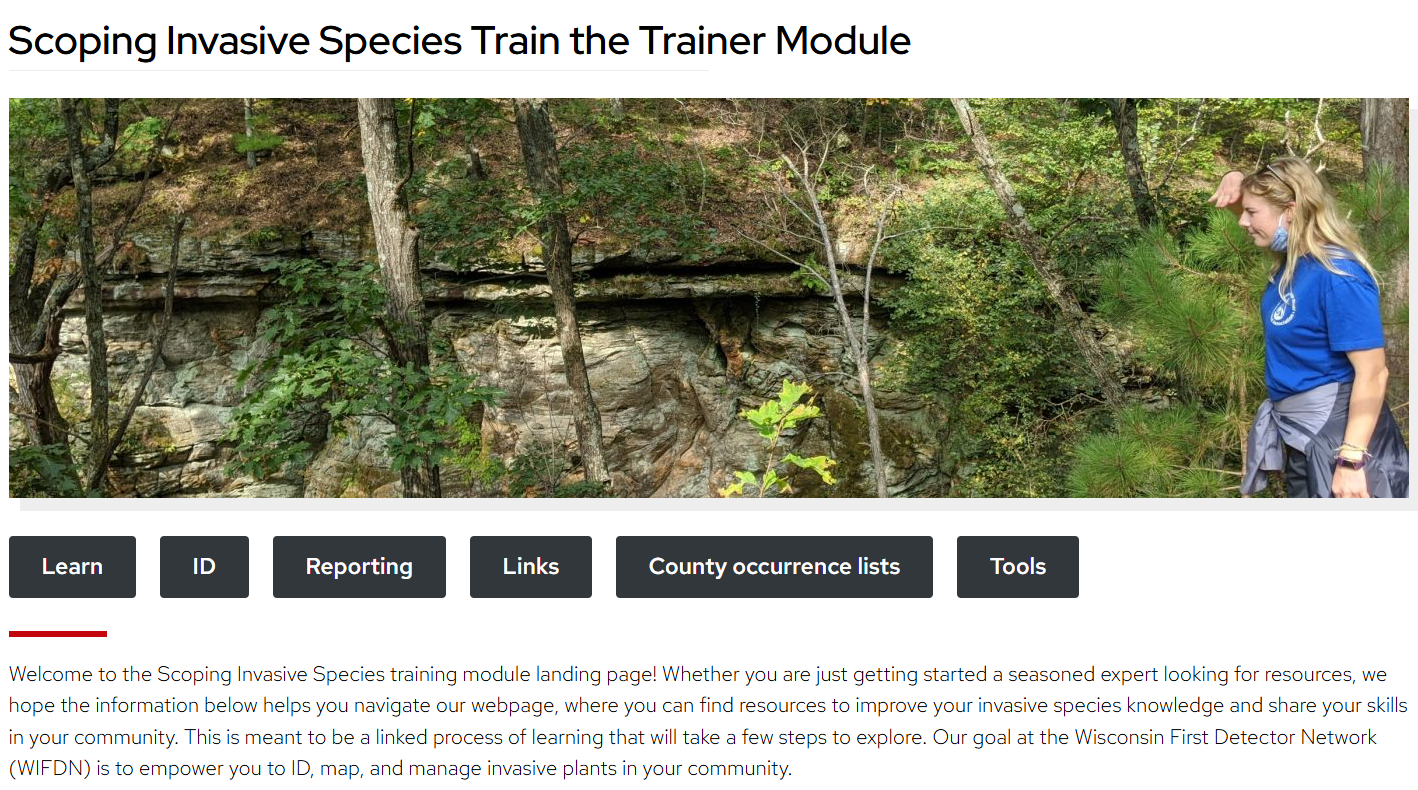 Scoping Invasive Species Train the Trainer Module
Learn
ID
Reporting
Links
County occurrence lists
Tools
Welcome to the Scoping Invasive Species training module landing page! Whether you are just getting started a seasoned expert looking for resources, we
hope the information below helps you navigate our webpage, where you can find resources to improve your invasive species knowledge and share your skills
in your community. This is meant to be a linked process of learning that will take a few steps to explore. Our goal at the Wisconsin First Detector Network
(WIFDN) is to empower you to ID, map, and manage invasive plants in your community.